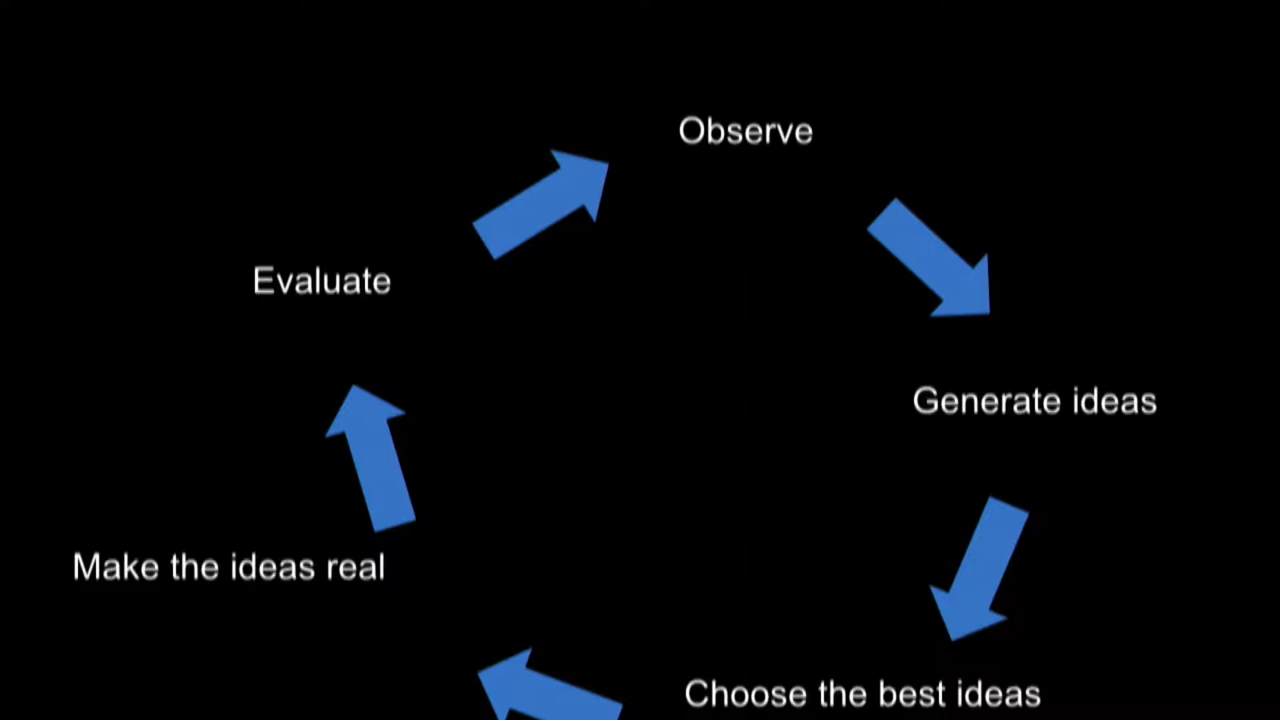 Observe
Evaluate
Generate ideas
Make the ideas real
Choose the best ideas